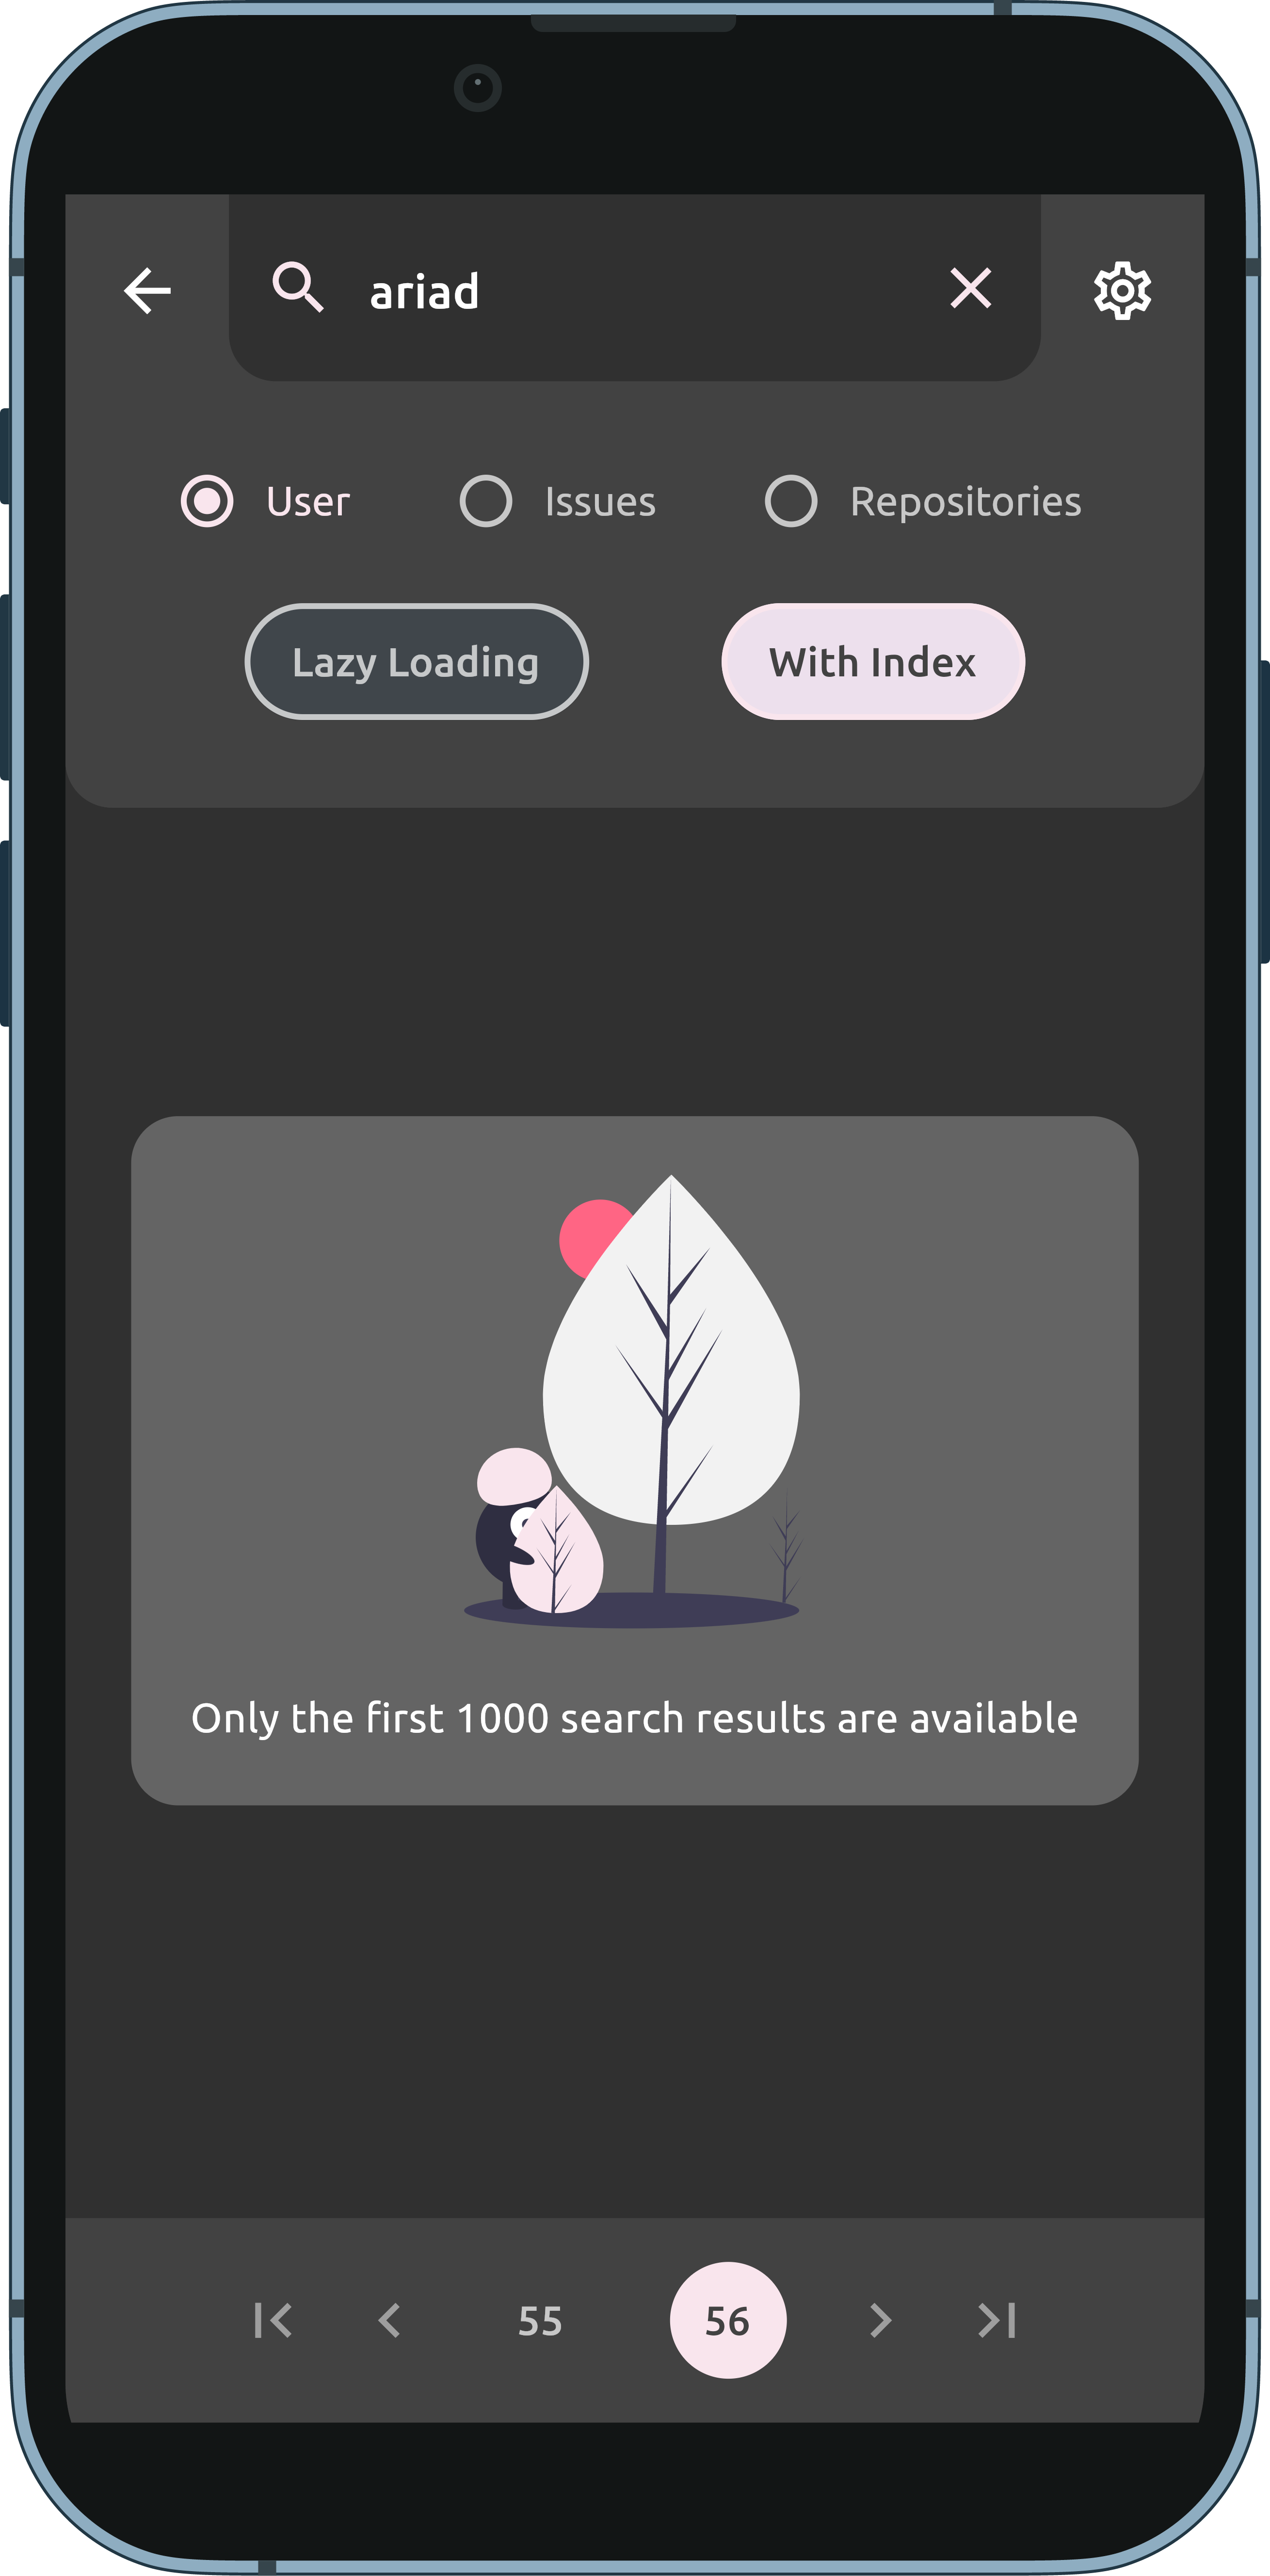 ariad
User Issues Repositories
Lazy Loading With Index
Only the first 1000 search results are available
55 56